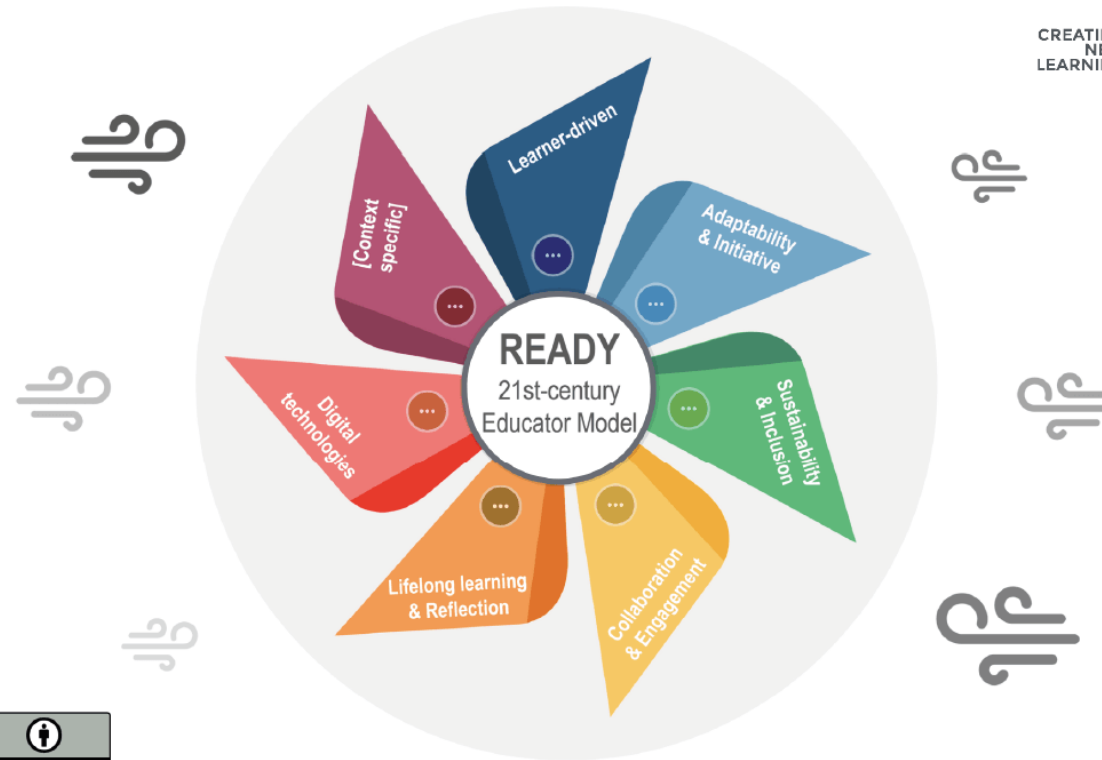 CREATI
NE
LEARNI
Learner-driven
Adaptability
& Initiative
Sustainability
& Inclusion
Collaboration
& Engagement
Lifelong learning
& Reflection
Digital
technologies
[Context
specific]
READY
21st-century
Educator Model